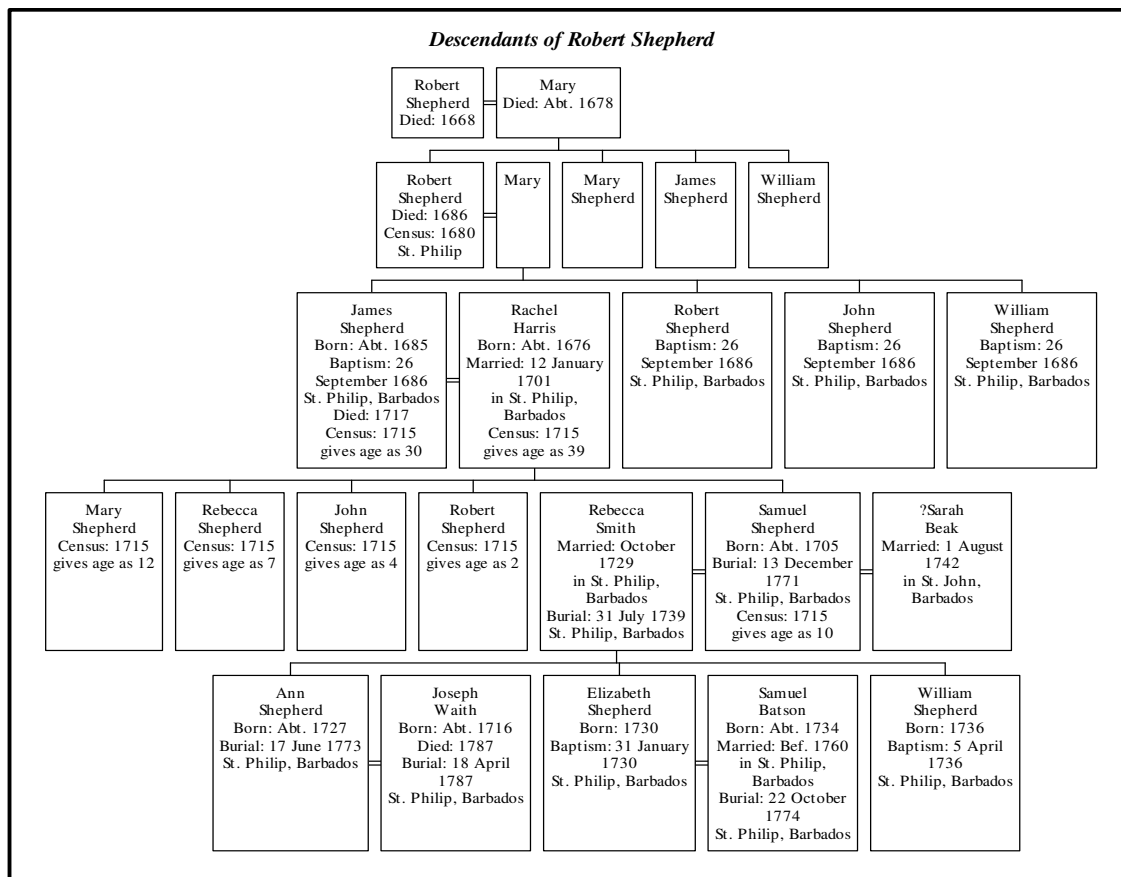 Descendants of Robert Shepherd
Robert
Shepherd
Died: 1668
Mary
Died: Abt. 1678
Robert
Shepherd
Died: 1686
Census: 1680
St. Philip
Mary
Mary
Shepherd
James
Shepherd
William
Shepherd
James
Shepherd
Born: Abt. 1685
Baptism: 26
September 1686
St. Philip, Barbados
Died: 1717
Census: 1715
gives age as 30
Rachel
Harris
Born: Abt. 1676
Married: 12 January
1701
in St. Philip,
Barbados
Census: 1715
gives age as 39
Robert
Shepherd
Baptism: 26
September 1686
St. Philip, Barbados
John
Shepherd
Baptism: 26
September 1686
St. Philip, Barbados
William
Shepherd
Baptism: 26
September 1686
St. Philip, Barbados
Mary
Shepherd
Census: 1715
gives age as 12
Rebecca
Shepherd
Census: 1715
gives age as 7
John
Shepherd
Census: 1715
gives age as 4
Robert
Shepherd
Census: 1715
gives age as 2
Rebecca
Smith
Married: October
1729
in St. Philip,
Barbados
Burial: 31 July 1739
St. Philip, Barbados
Samuel
Shepherd
Born: Abt. 1705
Burial: 13 December
1771
St. Philip, Barbados
Census: 1715
gives age as 10
?Sarah
Beak
Married: 1 August
1742
in St. John,
Barbados
Ann
Shepherd
Born: Abt. 1727
Burial: 17 June 1773
St. Philip, Barbados
Joseph
Waith
Born: Abt. 1716
Died: 1787
Burial: 18 April
1787
St. Philip, Barbados
Elizabeth
Shepherd
Born: 1730
Baptism: 31 January
1730
St. Philip, Barbados
Samuel
Batson
Born: Abt. 1734
Married: Bef. 1760
in St. Philip,
Barbados
Burial: 22 October
1774
St. Philip, Barbados
William
Shepherd
Born: 1736
Baptism: 5 April
1736
St. Philip, Barbados